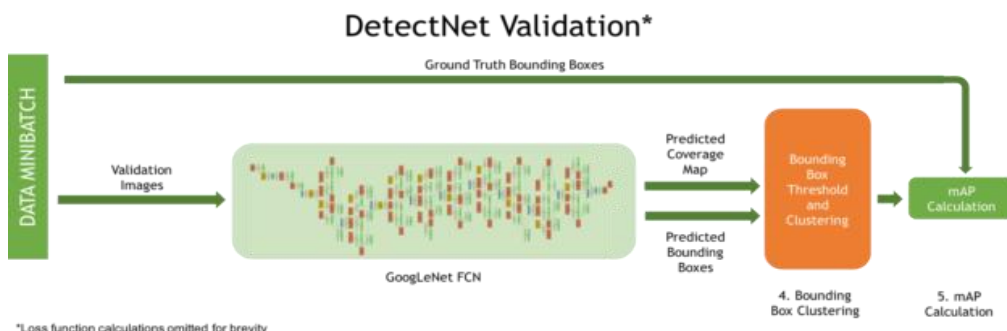 DetectNet Validation*
Ground Truth Bounding Boxes
DATA MINIBATCH
Validation
Images
GoogLeNet FCN
Predicted
Coverage
Map
Predicted
Bounding
Boxes
Bounding
Box
Threshold
and
Clustering
mAP
Calculation
4. Bounding
Box Clustering
5. mAP
Calculation
*Loss function calculations omitted for brevity